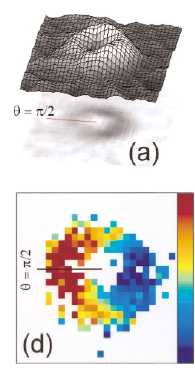 θ = π/2
(a)
θ = π/2
(d)